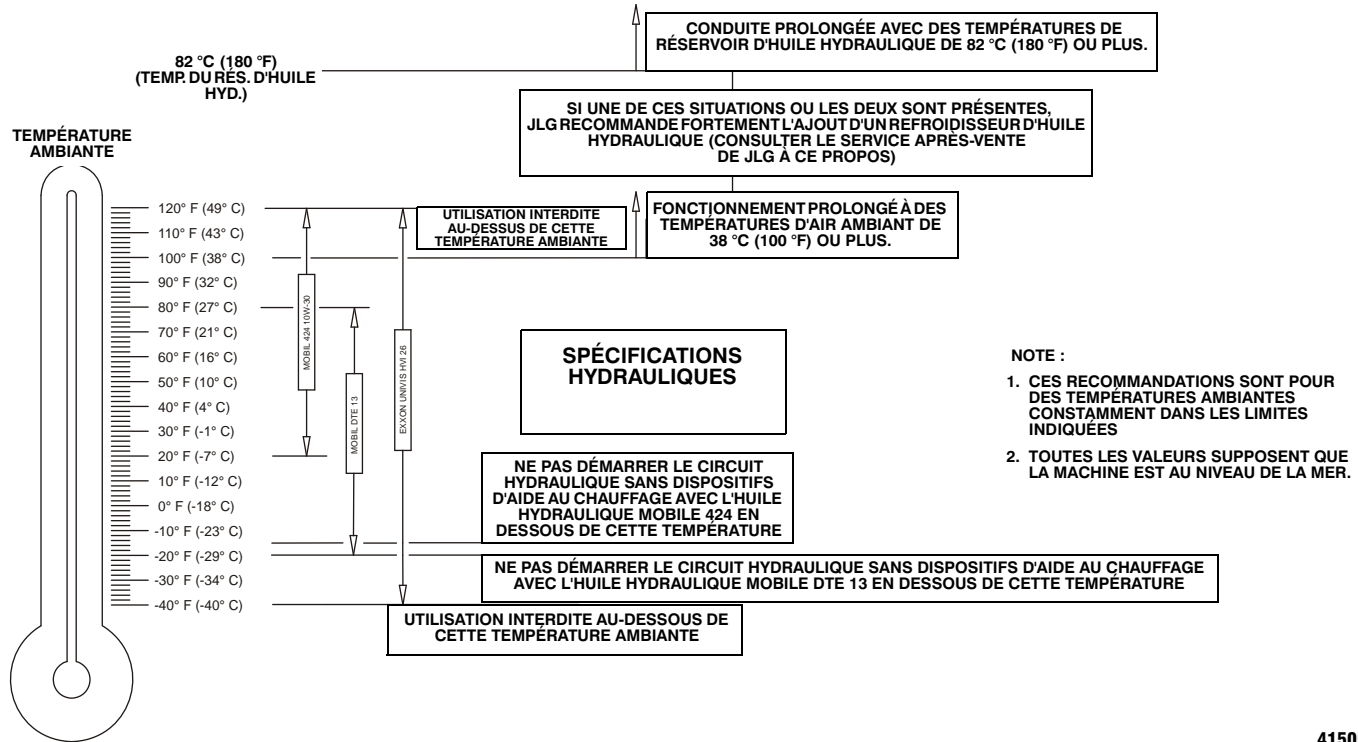 CONDUITE PROLONGÉE AVEC DES TEMPÉRATURES DE
RÉSERVOIR D'HUILE HYDRAULIQUE DE 82 °C (180 °F) OU PLUS.
82 °C (180 °F)
(TEMP. DU RÉS. D'HUILE
HYD.)
SI UNE DE CES SITUATIONS OU LES DEUX SONT PRÉSENTES,
JLG RECOMMANDE FORTEMENT L'AJOUT D'UN REFROIDISSEUR D'HUILE
HYDRAULIQUE (CONSULTER LE SERVICE APRÈS-VENTE
DE JLG À CE PROPOS)
TEMPÉRATURE
AMBIANTE
120° F (49° C)
110° F (43° C)
100° F (38° C)
90° F (32° C)
80° F (27° C)
70° F (21° C)
60° F (16° C)
50° F (10° C)
40° F (4° C)
30° F (-1° C)
20° F (-7° C)
10° F (-12° C)
0° F (-18° C)
-10° F (-23° C)
-20° F (-29° C)
-30° F (-34° C)
-40° F (-40° C)
MOBIL 424 10W-30
MOBIL DTE 13
EXXON UNIVIS HVI 26
UTILISATION INTERDITE
AU-DESSUS DE CETTE
TEMPÉRATURE AMBIANTE
FONCTIONNEMENT PROLONGÉ À DES
TEMPÉRATURES D'AIR AMBIANT DE
38 °C (100 °F) OU PLUS.
SPÉCIFICATIONS
HYDRAULIQUES
NOTE :
1. CES RECOMMANDATIONS SONT POUR
DES TEMPÉRATURES AMBIANTES
CONSTAMMENT DANS LES LIMITES
INDIQUÉES
2. TOUTES LES VALEURS SUPPOSENT QUE
LA MACHINE EST AU NIVEAU DE LA MER.
NE PAS DÉMARRER LE CIRCUIT
HYDRAULIQUE SANS DISPOSITIFS
D'AIDE AU CHAUFFAGE AVEC L'HUILE
HYDRAULIQUE MOBILE 424 EN
DESSOUS DE CETTE TEMPÉRATURE
NE PAS DÉMARRER LE CIRCUIT HYDRAULIQUE SANS DISPOSITIFS D'AIDE AU CHAUFFAGE
AVEC L'HUILE HYDRAULIQUE MOBILE DTE 13 EN DESSOUS DE CETTE TEMPÉRATURE
UTILISATION INTERDITE AU-DESSOUS DE
CETTE TEMPÉRATURE AMBIANTE
4150